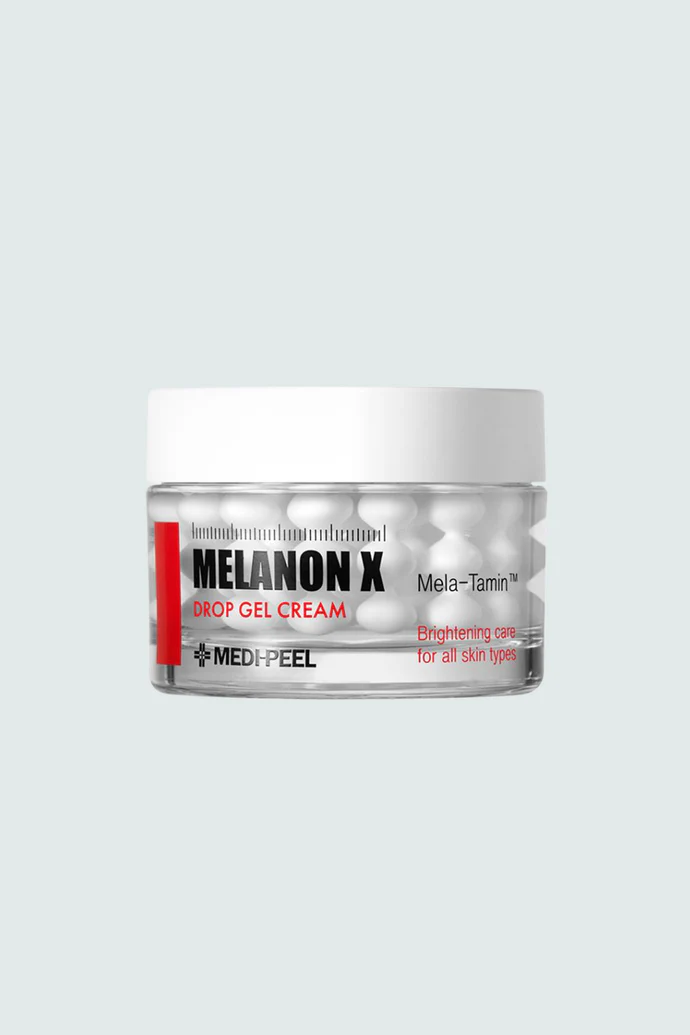 MELANON X
DROP GEL CREAM
MEDI-PEEL
Mela-Tamin™
Brightening care
for all skin types